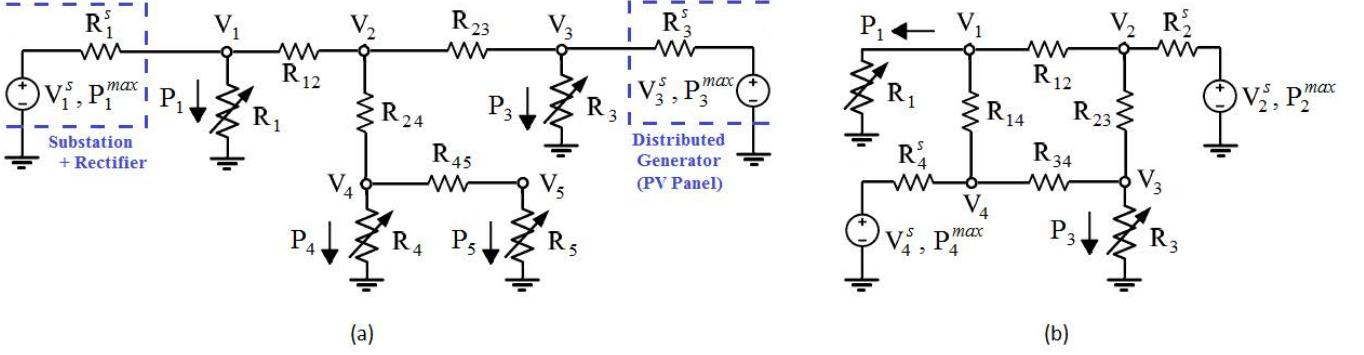 R₁ˢ
V₁
R₁₂
V₂
R₂₃
V₃
R₃ˢ
V₁ˢ, P₁ᵐᵃˣ
P₁
R₁
R₂₄
P₃
R₃
V₃ˢ, P₃ᵐᵃˣ
Substation
+ Rectifier
Distributed
Generator
(PV Panel)
R₄₅
V₄
V₅
P₄
R₄
P₅
R₅
(a)
P₁
V₁
V₂
R₂ˢ
R₁₂
R₁
R₁₄
R₂₃
V₂ˢ, P₂ᵐᵃˣ
R₄ˢ
R₃₄
V₄
V₃
V₄ˢ, P₄ᵐᵃˣ
P₃
R₃
(b)